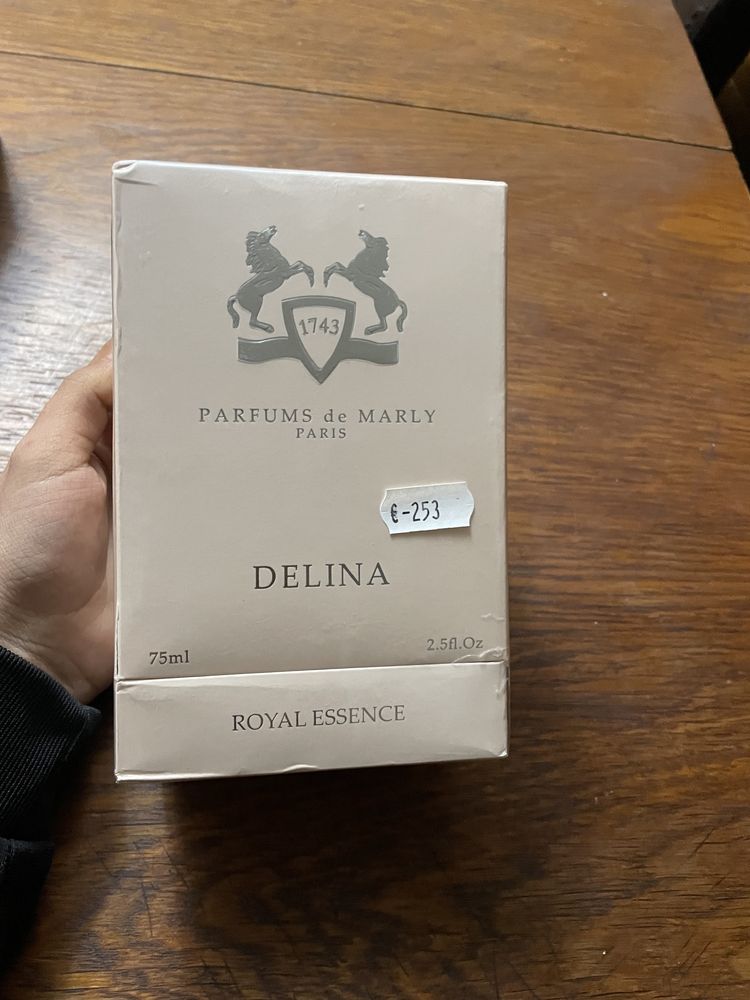 1743
PARFUMS de MARLY
PARIS
€-253
DELINA
75ml
2.5fl.Oz
ROYAL ESSENCE